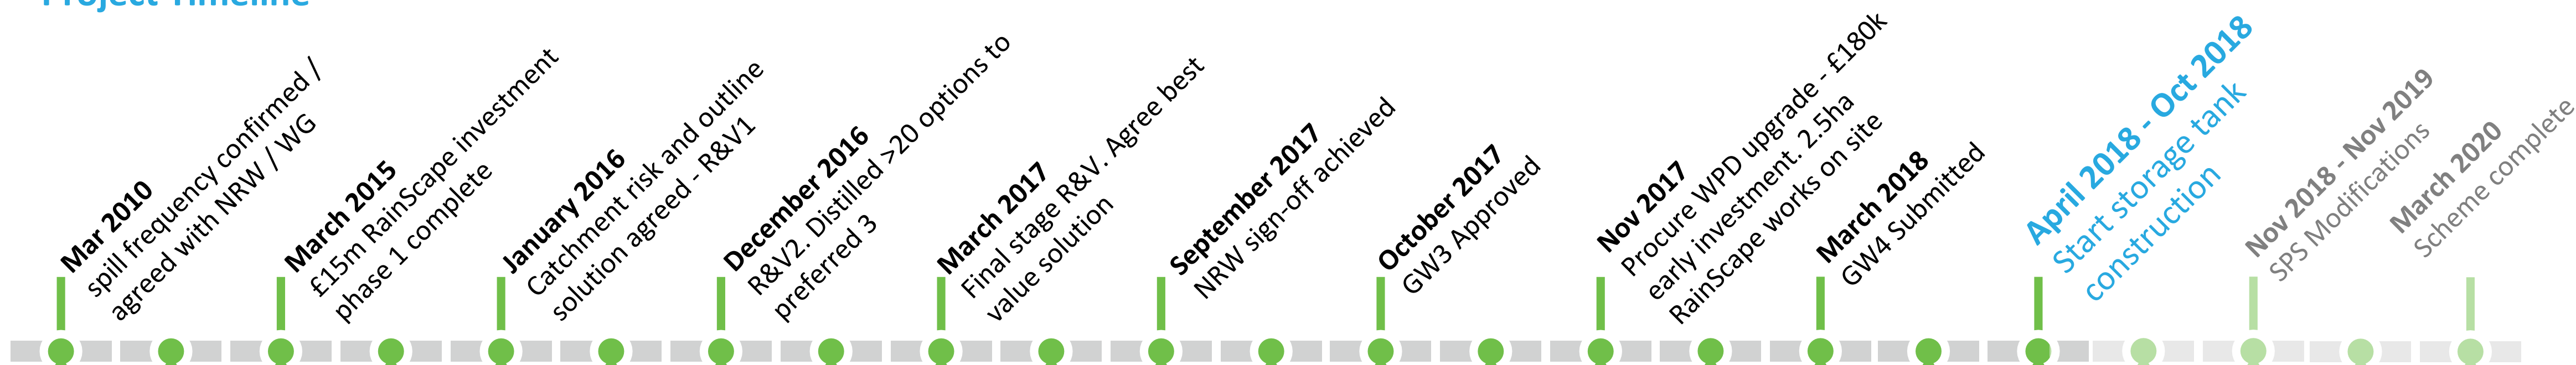 Project Timeline
Mar 2010
spill frequency confirmed /
agreed with NRW / WG
March 2015
£15m RainScape investment
phase 1 complete
January 2016
Catchment risk and outline
solution agreed - R&V1
December 2016
R&V2. Distilled >20 options to
preferred 3
March 2017
Final stage R&V. Agree best
value solution
September 2017
NRW sign-off achieved
October 2017
GW3 Approved
Nov 2017
Procure WPD upgrade - £180k
early investment. 2.5ha
RainScape works on site
March 2018
GW4 Submitted
April 2018 - Oct 2018
Start storage tank
construction
Nov 2018 - Nov 2019
SPS Modifications
March 2020
Scheme complete